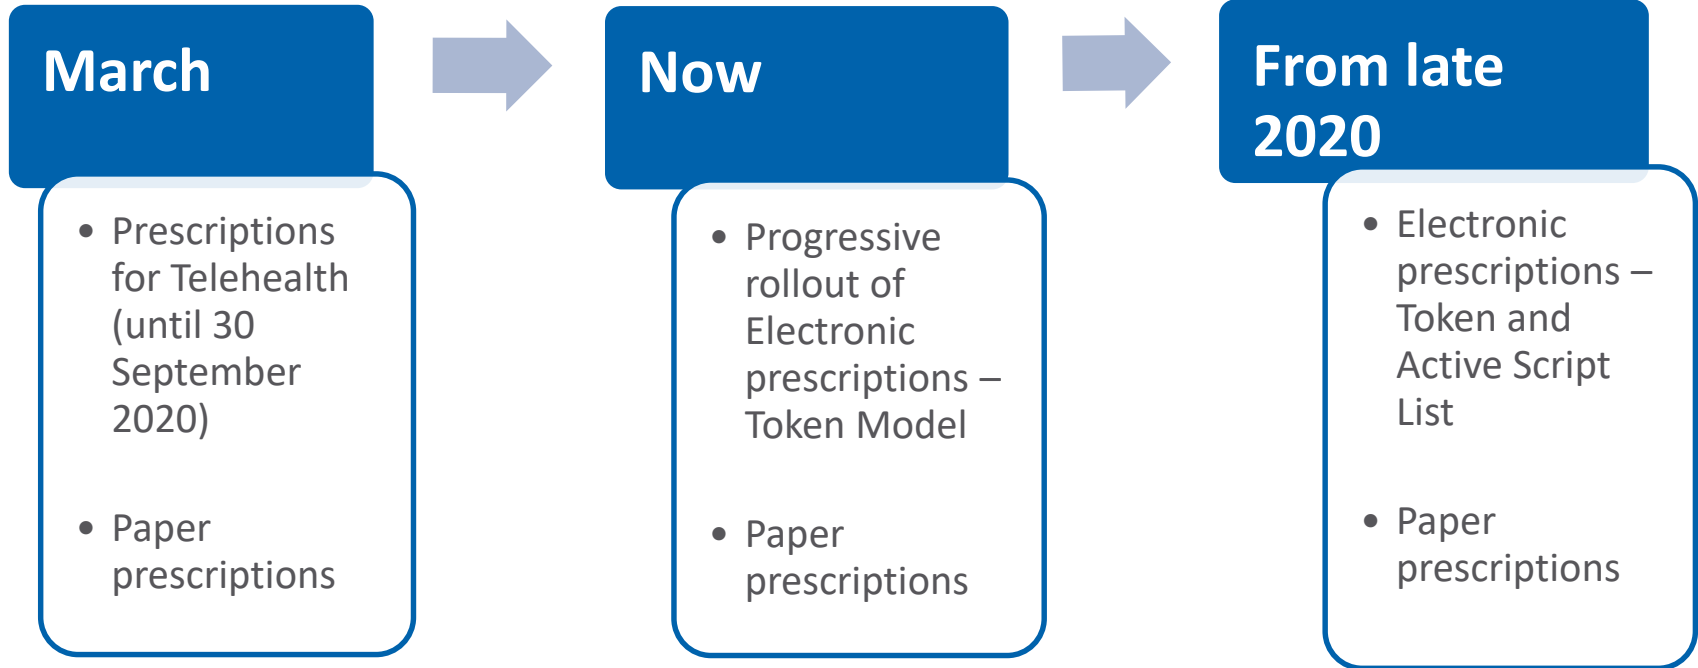 March
• Prescriptions
for Telehealth
(until 30
September
2020)
• Paper
prescriptions
Now
• Progressive
rollout of
Electronic
prescriptions –
Token Model
• Paper
prescriptions
From late
2020
• Electronic
prescriptions –
Token and
Active Script
List
• Paper
prescriptions